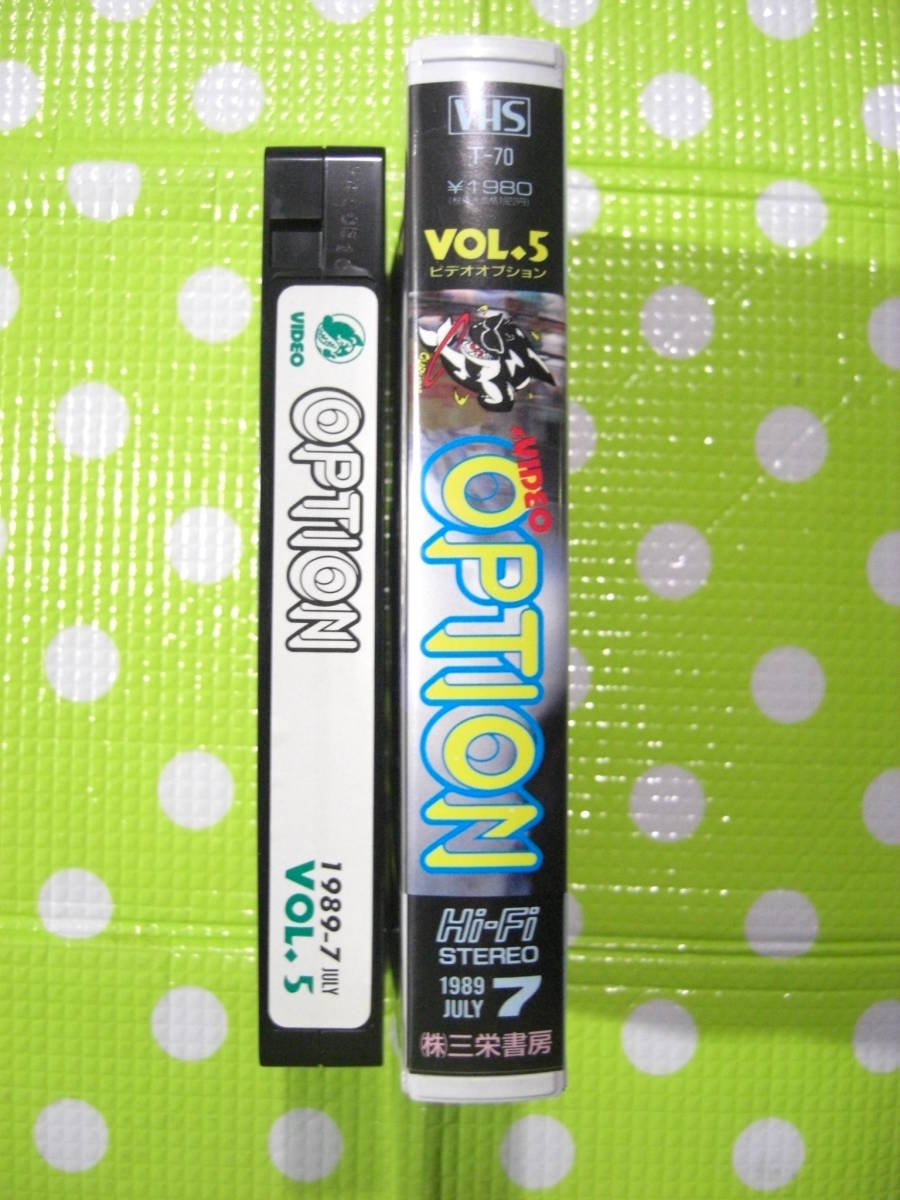 VIDEO
OPTION
1989-7 JULY
VOL. 5
VHS
T-70
¥1980
VOL. 5
ビデオオプション
VIDEO
OPTION
Hi-Fi
STEREO
1989
JULY
7
(株)三栄書房